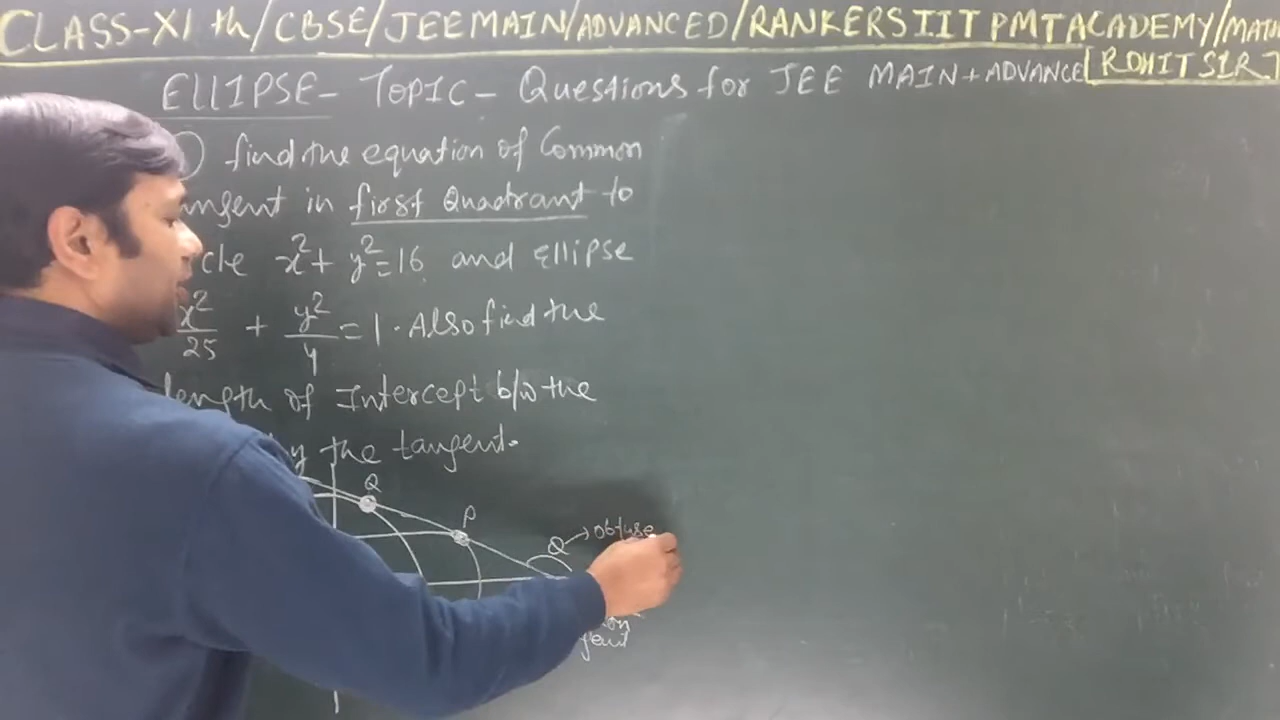 CLASS-XI th/CBSE/JEE MAIN/ADVANCED/RANKERS IIT PMT ACADEMY/MATH
[ROHIT SIR]
ELLIPSE- TOPIC- Questions for JEE MAIN + ADVANCE
find the equation of Common
in first Quadrant to
x²+ y²=16 and Ellipse
x²/25 + y²/4 = 1. Also find the
length of Intercept b/w the
the tangent.
Q
P
θ → obtuse